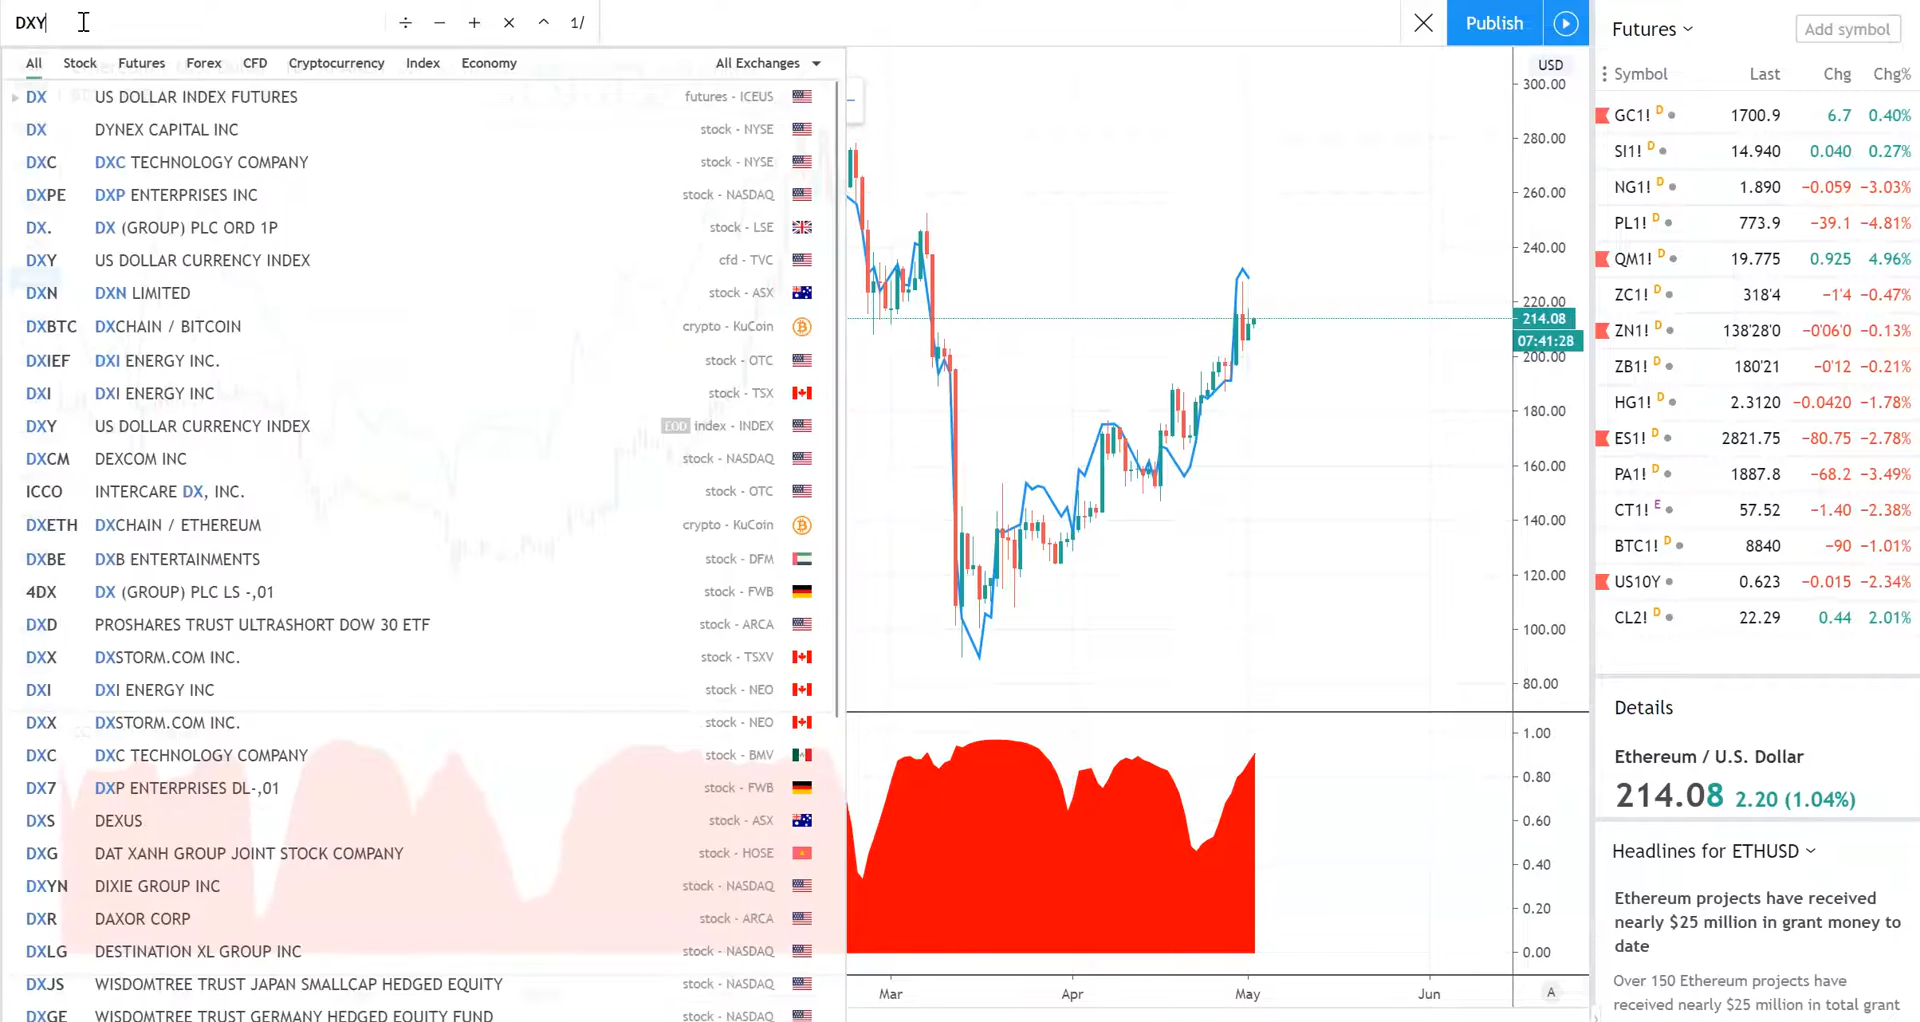 DXY ÷ − + × ^ 1/ Publish
All Stock Futures Forex CFD Cryptocurrency Index Economy All Exchanges
DX US DOLLAR INDEX FUTURES futures - ICEUS
DX DYNEX CAPITAL INC stock - NYSE
DXC DXC TECHNOLOGY COMPANY stock - NYSE
DXPE DXP ENTERPRISES INC stock - NASDAQ
DX. DX (GROUP) PLC ORD 1P stock - LSE
DXY US DOLLAR CURRENCY INDEX cfd - TVC
DXN DXN LIMITED stock - ASX
DXBTC DXCHAIN / BITCOIN crypto - KuCoin
DXIEF DXI ENERGY INC. stock - OTC
DXI DXI ENERGY INC stock - TSX
DXY US DOLLAR CURRENCY INDEX EOD index - INDEX
DXCM DEXCOM INC stock - NASDAQ
ICCO INTERCARE DX, INC. stock - OTC
DXETH DXCHAIN / ETHEREUM crypto - KuCoin
DXBE DXB ENTERTAINMENTS stock - DFM
4DX DX (GROUP) PLC LS -,01 stock - FWB
DXD PROSHARES TRUST ULTRASHORT DOW 30 ETF stock - ARCA
DXX DXSTORM.COM INC. stock - TSXV
DXI DXI ENERGY INC stock - NEO
DXX DXSTORM.COM INC. stock - NEO
DXC DXC TECHNOLOGY COMPANY stock - BMV
DX7 DXP ENTERPRISES DL-,01 stock - FWB
DXS DEXUS stock - ASX
DXG DAT XANH GROUP JOINT STOCK COMPANY stock - HOSE
DXYN DIXIE GROUP INC stock - NASDAQ
DXR DAXOR CORP stock - ARCA
DXLG DESTINATION XL GROUP INC stock - NASDAQ
DXJS WISDOMTREE TRUST JAPAN SMALLCAP HEDGED EQUITY stock - NASDAQ
DXGE WISDOMTREE TRUST GERMANY HEDGED EQUITY FUND stock - NASDAQ
USD
300.00
280.00
260.00
240.00
220.00
214.08
07:41:28
200.00
180.00
160.00
140.00
120.00
100.00
80.00
1.00
0.80
0.60
0.40
0.20
0.00
Mar Apr May Jun A
Futures Add symbol
Symbol Last Chg Chg%
GC1! D 1700.9 6.7 0.40%
SI1! D 14.940 0.040 0.27%
NG1! D 1.890 −0.059 −3.03%
PL1! D 773.9 −39.1 −4.81%
QM1! D 19.775 0.925 4.96%
ZC1! D 318'4 −1'4 −0.47%
ZN1! D 138'28'0 −0'06'0 −0.13%
ZB1! D 180'21 −0'12 −0.21%
HG1! D 2.3120 −0.0420 −1.78%
ES1! D 2821.75 −80.75 −2.78%
PA1! D 1887.8 −68.2 −3.49%
CT1! E 57.52 −1.40 −2.38%
BTC1! D 8840 −90 −1.01%
US10Y 0.623 −0.015 −2.34%
CL2! D 22.29 0.44 2.01%
Details
Ethereum / U.S. Dollar
214.08 2.20 (1.04%)
Headlines for ETHUSD
Ethereum projects have received
nearly $25 million in grant money to
date
Over 150 Ethereum projects have
received nearly $25 million in total grant